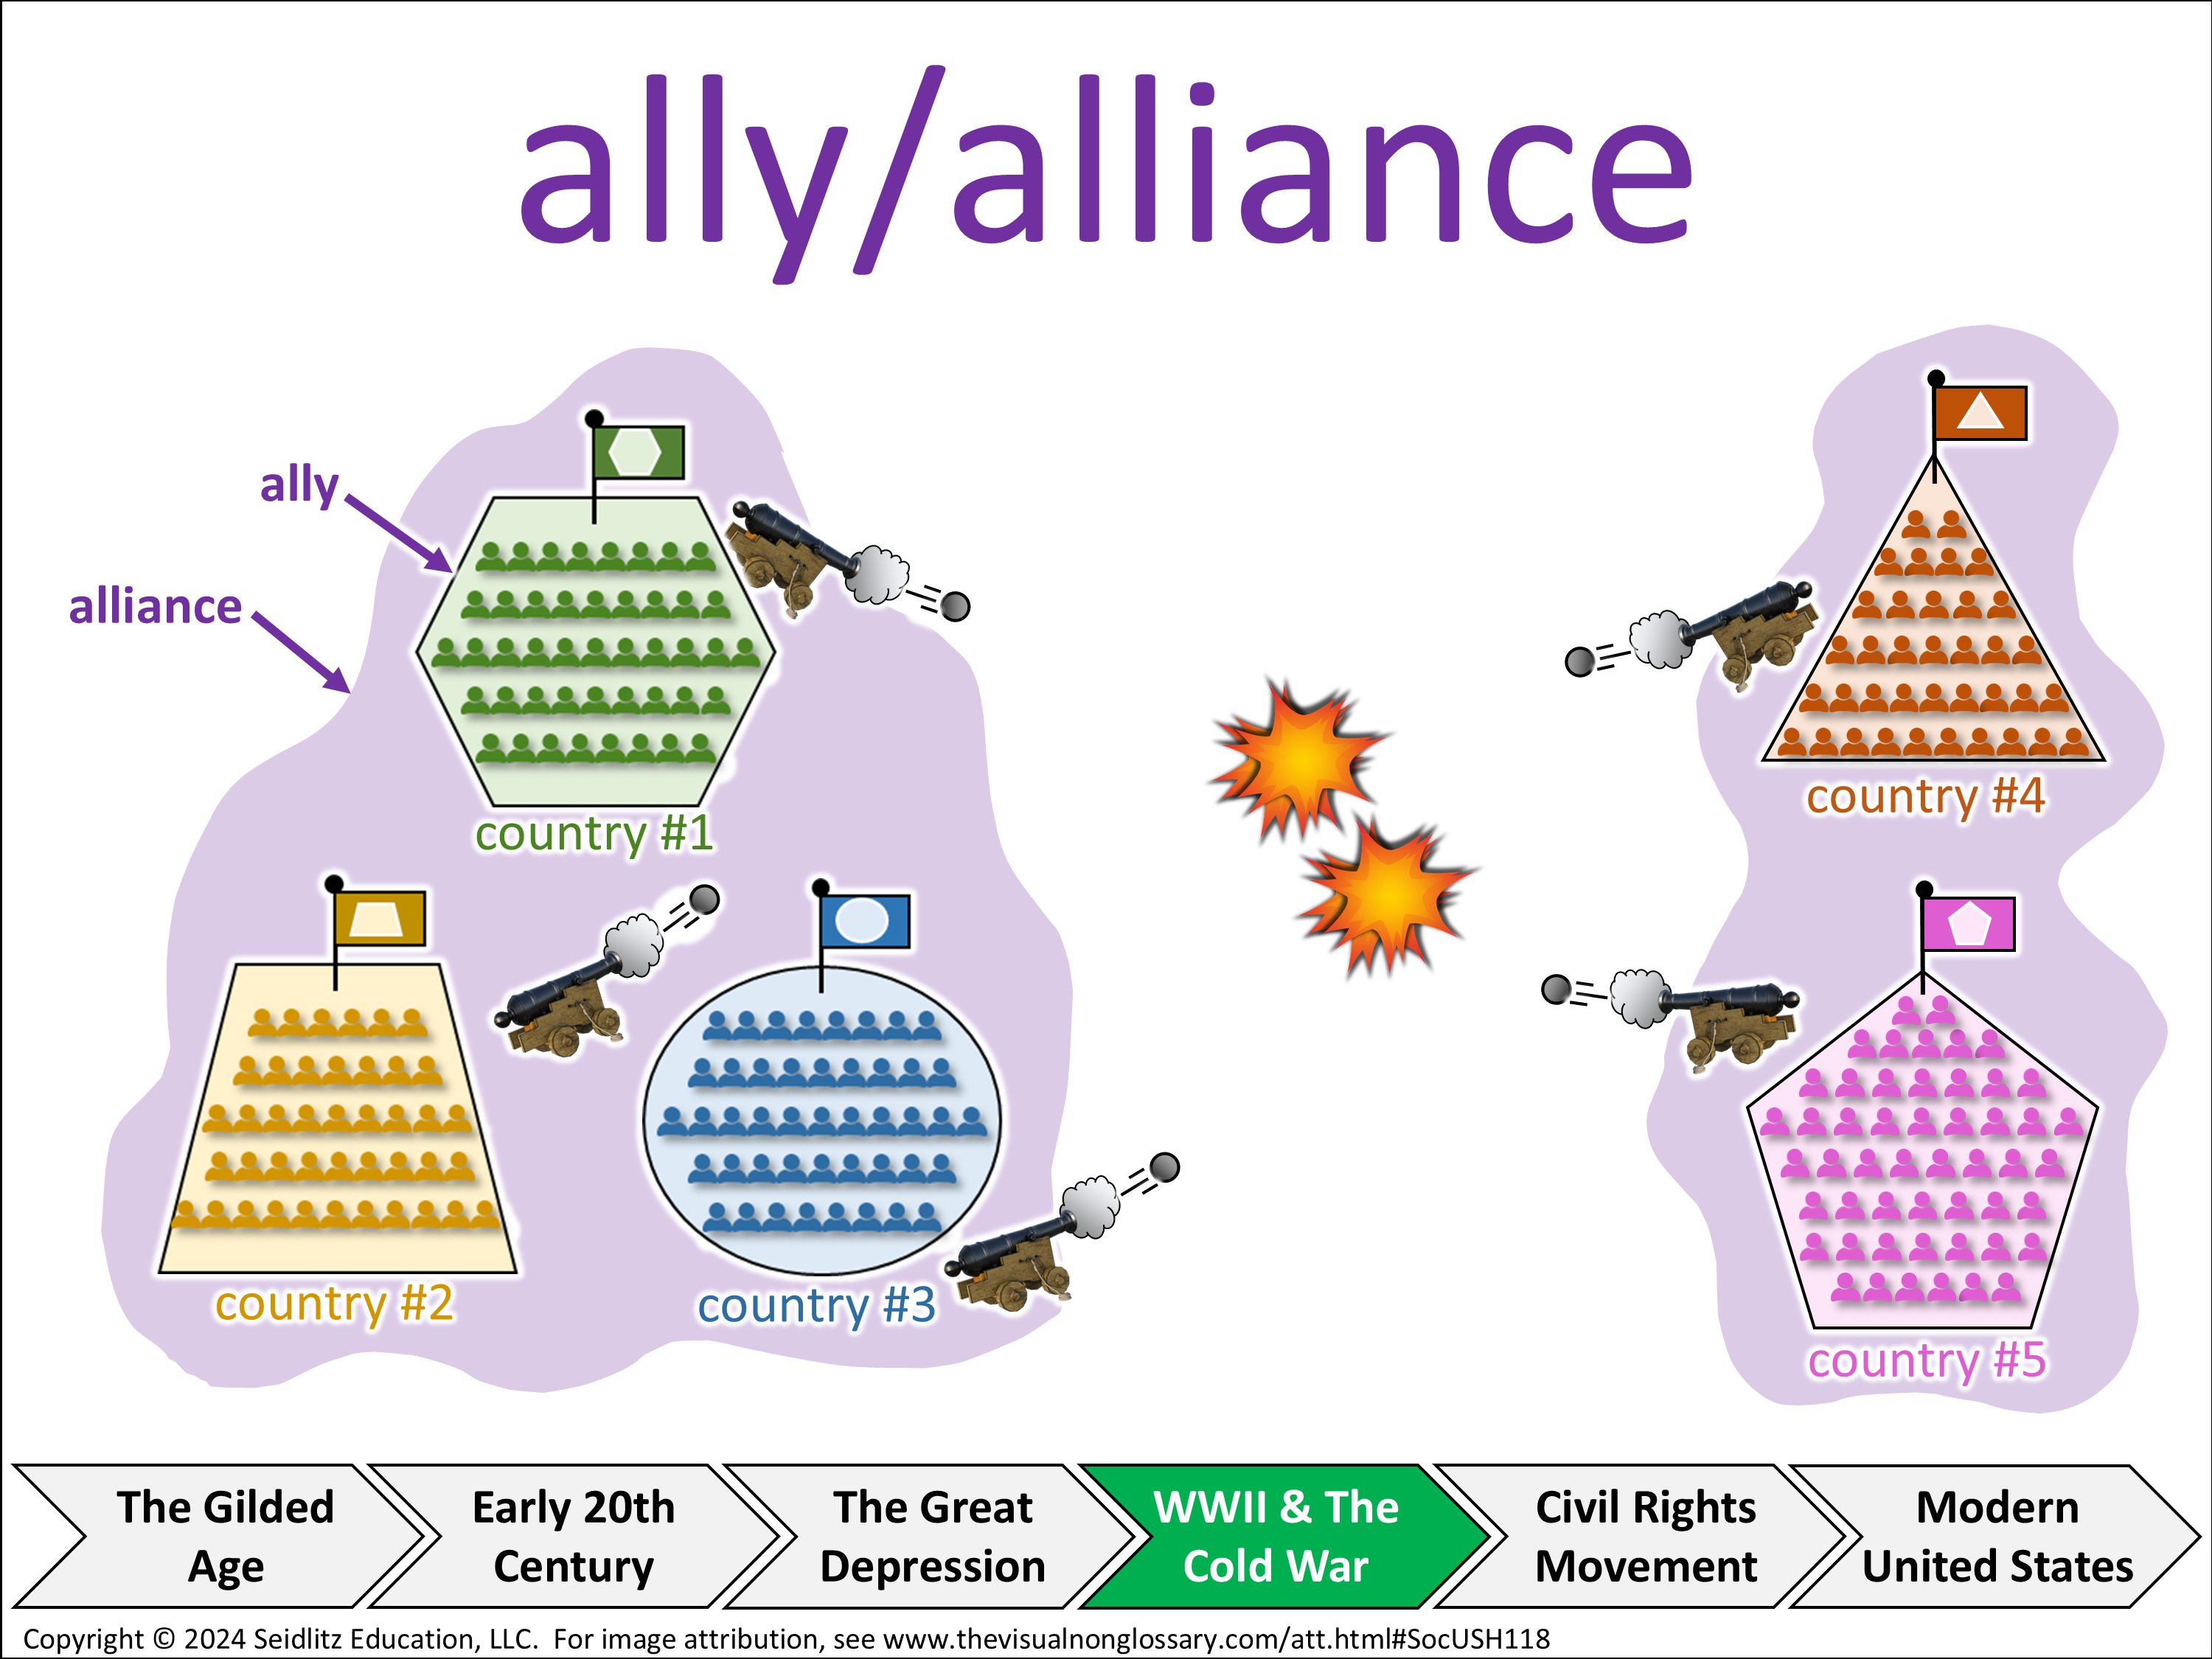 ally/alliance
ally
alliance
country #1
country #2
country #3
country #4
country #5
The Gilded
Age
Early 20th
Century
The Great
Depression
WWII & The
Cold War
Civil Rights
Movement
Modern
United States
Copyright © 2024 Seidlitz Education, LLC.  For image attribution, see www.thevisualnonglossary.com/att.html#SocUSH118